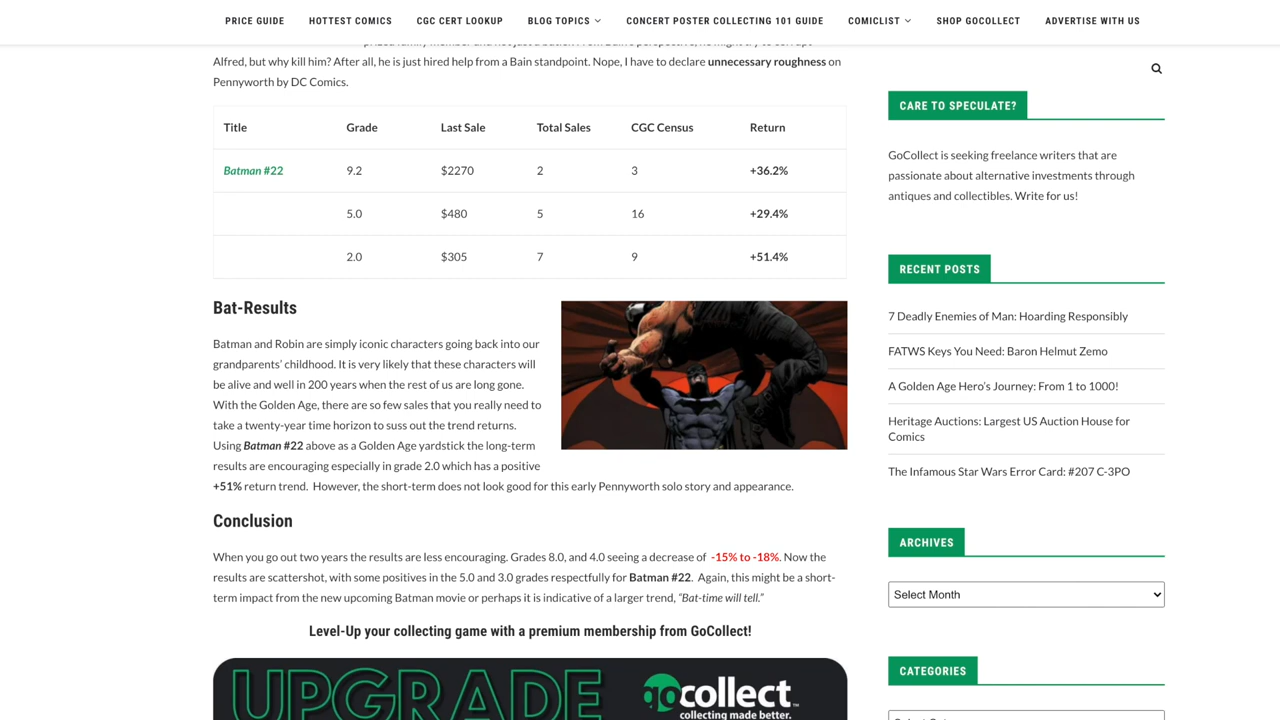 PRICE GUIDE HOTTEST COMICS CGC CERT LOOKUP BLOG TOPICS CONCERT POSTER COLLECTING 101 GUIDE COMICLIST SHOP GOCOLLECT ADVERTISE WITH US
Alfred, but why kill him? After all, he is just hired help from a Bain standpoint. Nope, I have to declare unnecessary roughness on
Pennyworth by DC Comics.
Title Grade Last Sale Total Sales CGC Census Return
Batman #22 9.2 $2270 2 3 +36.2%
5.0 $480 5 16 +29.4%
2.0 $305 7 9 +51.4%
Bat-Results
Batman and Robin are simply iconic characters going back into our
grandparents’ childhood. It is very likely that these characters will
be alive and well in 200 years when the rest of us are long gone.
With the Golden Age, there are so few sales that you really need to
take a twenty-year time horizon to suss out the trend returns.
Using Batman #22 above as a Golden Age yardstick the long-term
results are encouraging especially in grade 2.0 which has a positive
+51% return trend. However, the short-term does not look good for this early Pennyworth solo story and appearance.
Conclusion
When you go out two years the results are less encouraging. Grades 8.0, and 4.0 seeing a decrease of -15% to -18%. Now the
results are scattershot, with some positives in the 5.0 and 3.0 grades respectfully for Batman #22. Again, this might be a short-
term impact from the new upcoming Batman movie or perhaps it is indicative of a larger trend, “Bat-time will tell.”
Level-Up your collecting game with a premium membership from GoCollect!
UPGRADE
gocollect™
collecting made better.
CARE TO SPECULATE?
GoCollect is seeking freelance writers that are
passionate about alternative investments through
antiques and collectibles. Write for us!
RECENT POSTS
7 Deadly Enemies of Man: Hoarding Responsibly
FATWS Keys You Need: Baron Helmut Zemo
A Golden Age Hero’s Journey: From 1 to 1000!
Heritage Auctions: Largest US Auction House for
Comics
The Infamous Star Wars Error Card: #207 C-3PO
ARCHIVES
Select Month
CATEGORIES